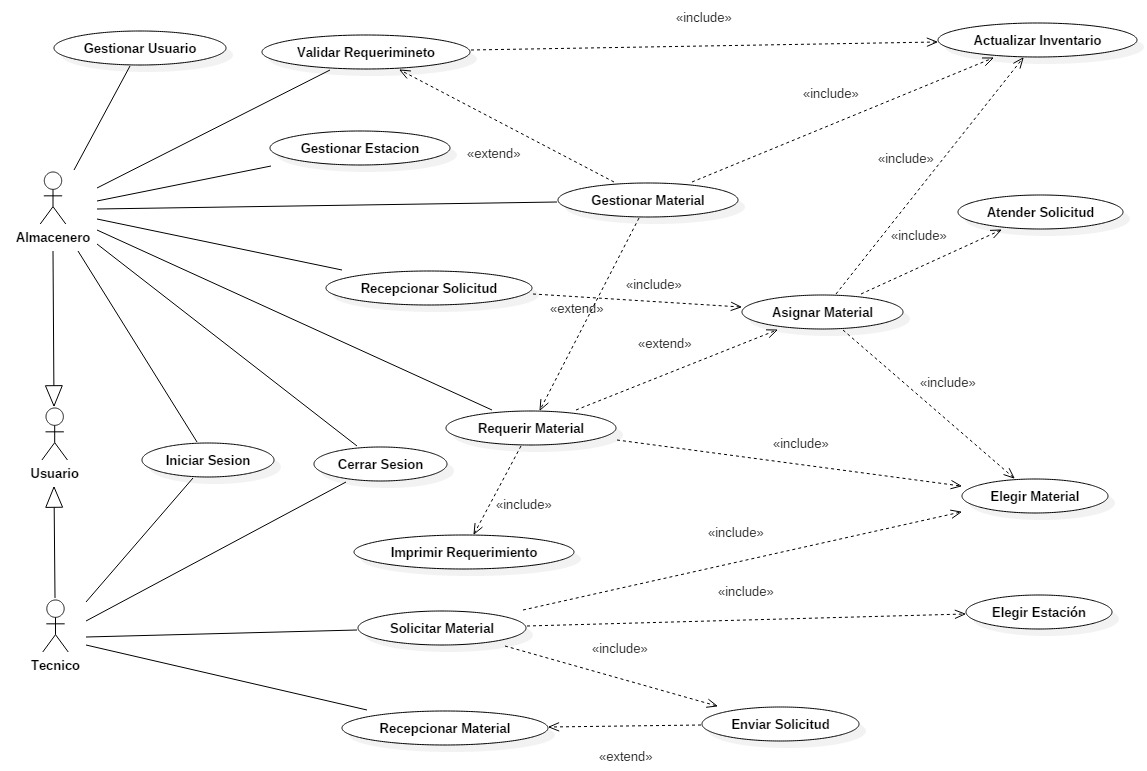 «include»
Gestionar Usuario
Validar Requerimineto
Actualizar Inventario
«include»
Gestionar Estacion
«extend»
«include»
Gestionar Material
Atender Solicitud
Almacenero
«include»
Recepcionar Solicitud
«include»
«extend»
Asignar Material
«extend»
«include»
Requerir Material
«include»
Usuario
Iniciar Sesion
Cerrar Sesion
Elegir Material
«include»
«include»
Imprimir Requerimiento
«include»
Elegir Estación
Solicitar Material
«include»
Tecnico
Recepcionar Material
Enviar Solicitud
«extend»